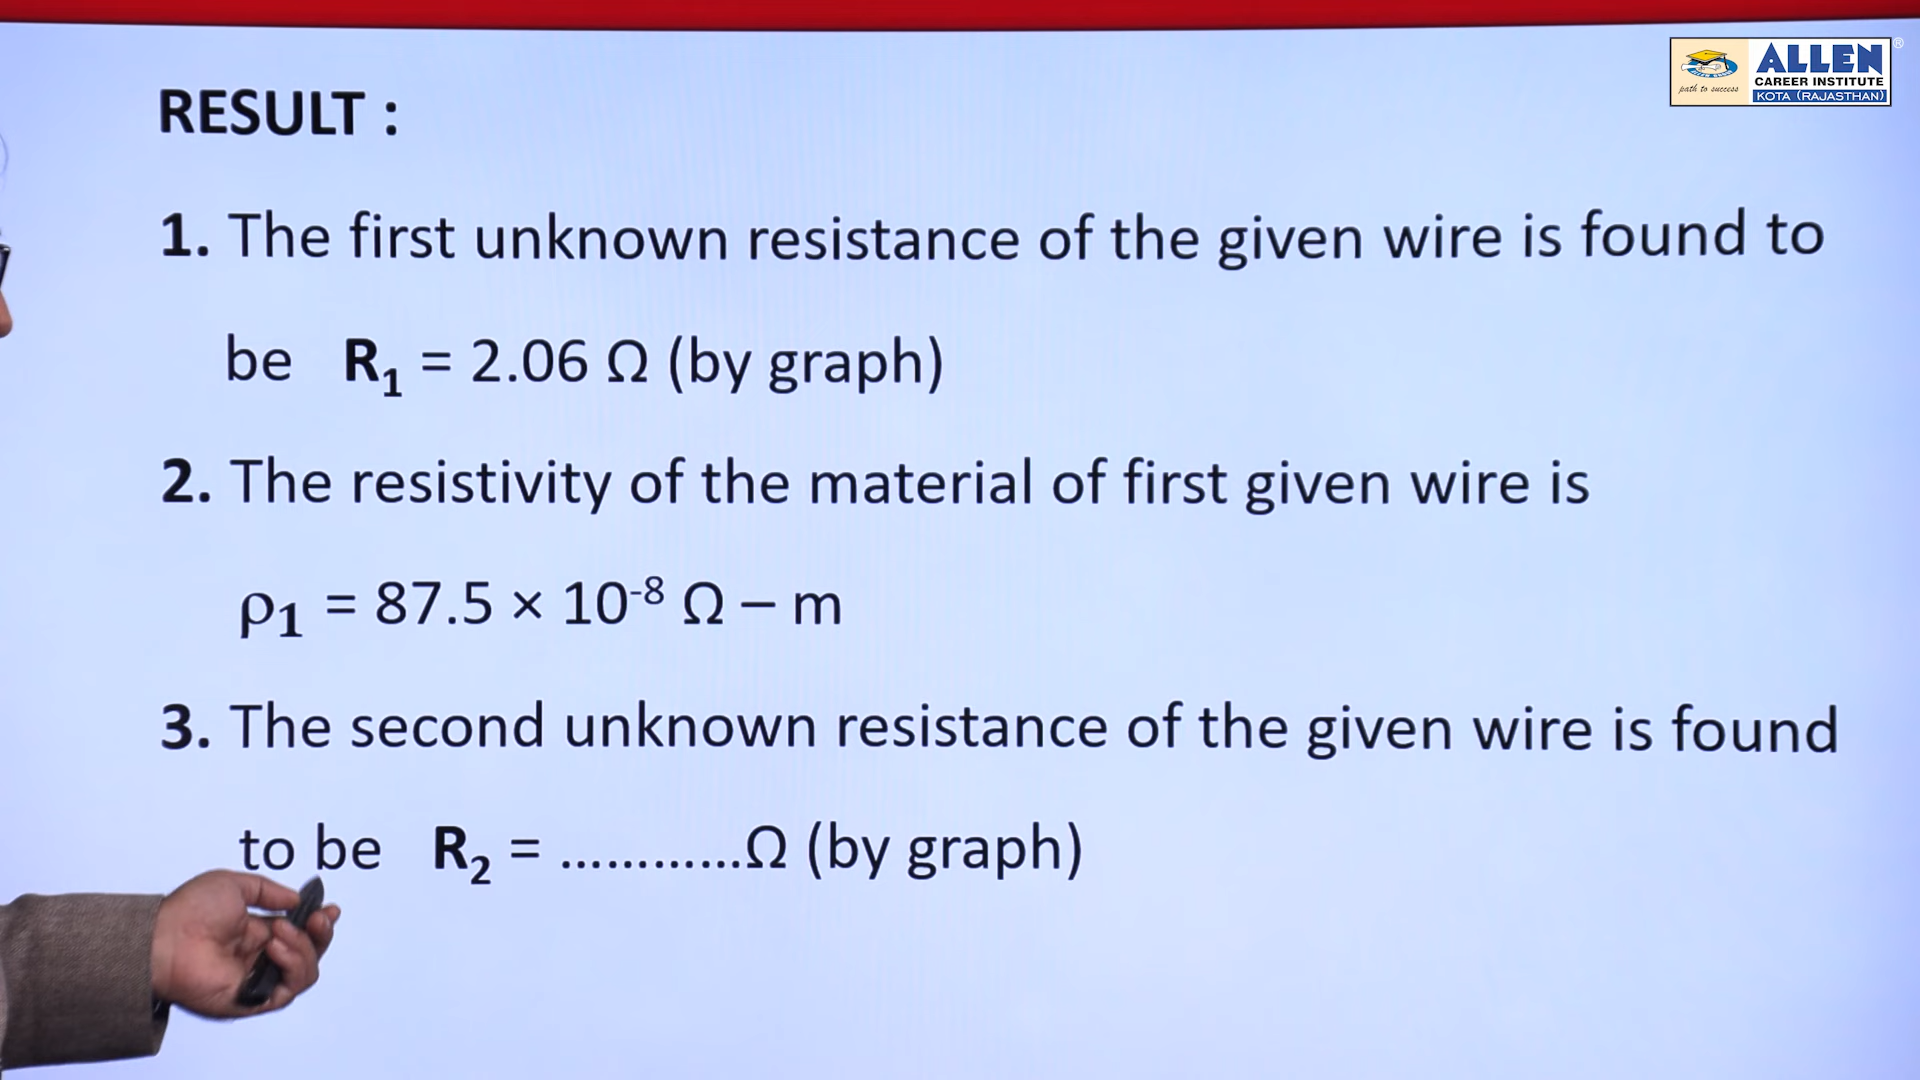 ALLEN®
path to success
CAREER INSTITUTE
KOTA (RAJASTHAN)
RESULT :
1. The first unknown resistance of the given wire is found to
be R₁ = 2.06 Ω (by graph)
2. The resistivity of the material of first given wire is
ρ₁ = 87.5 × 10⁻⁸ Ω – m
3. The second unknown resistance of the given wire is found
to be R₂ = ............Ω (by graph)